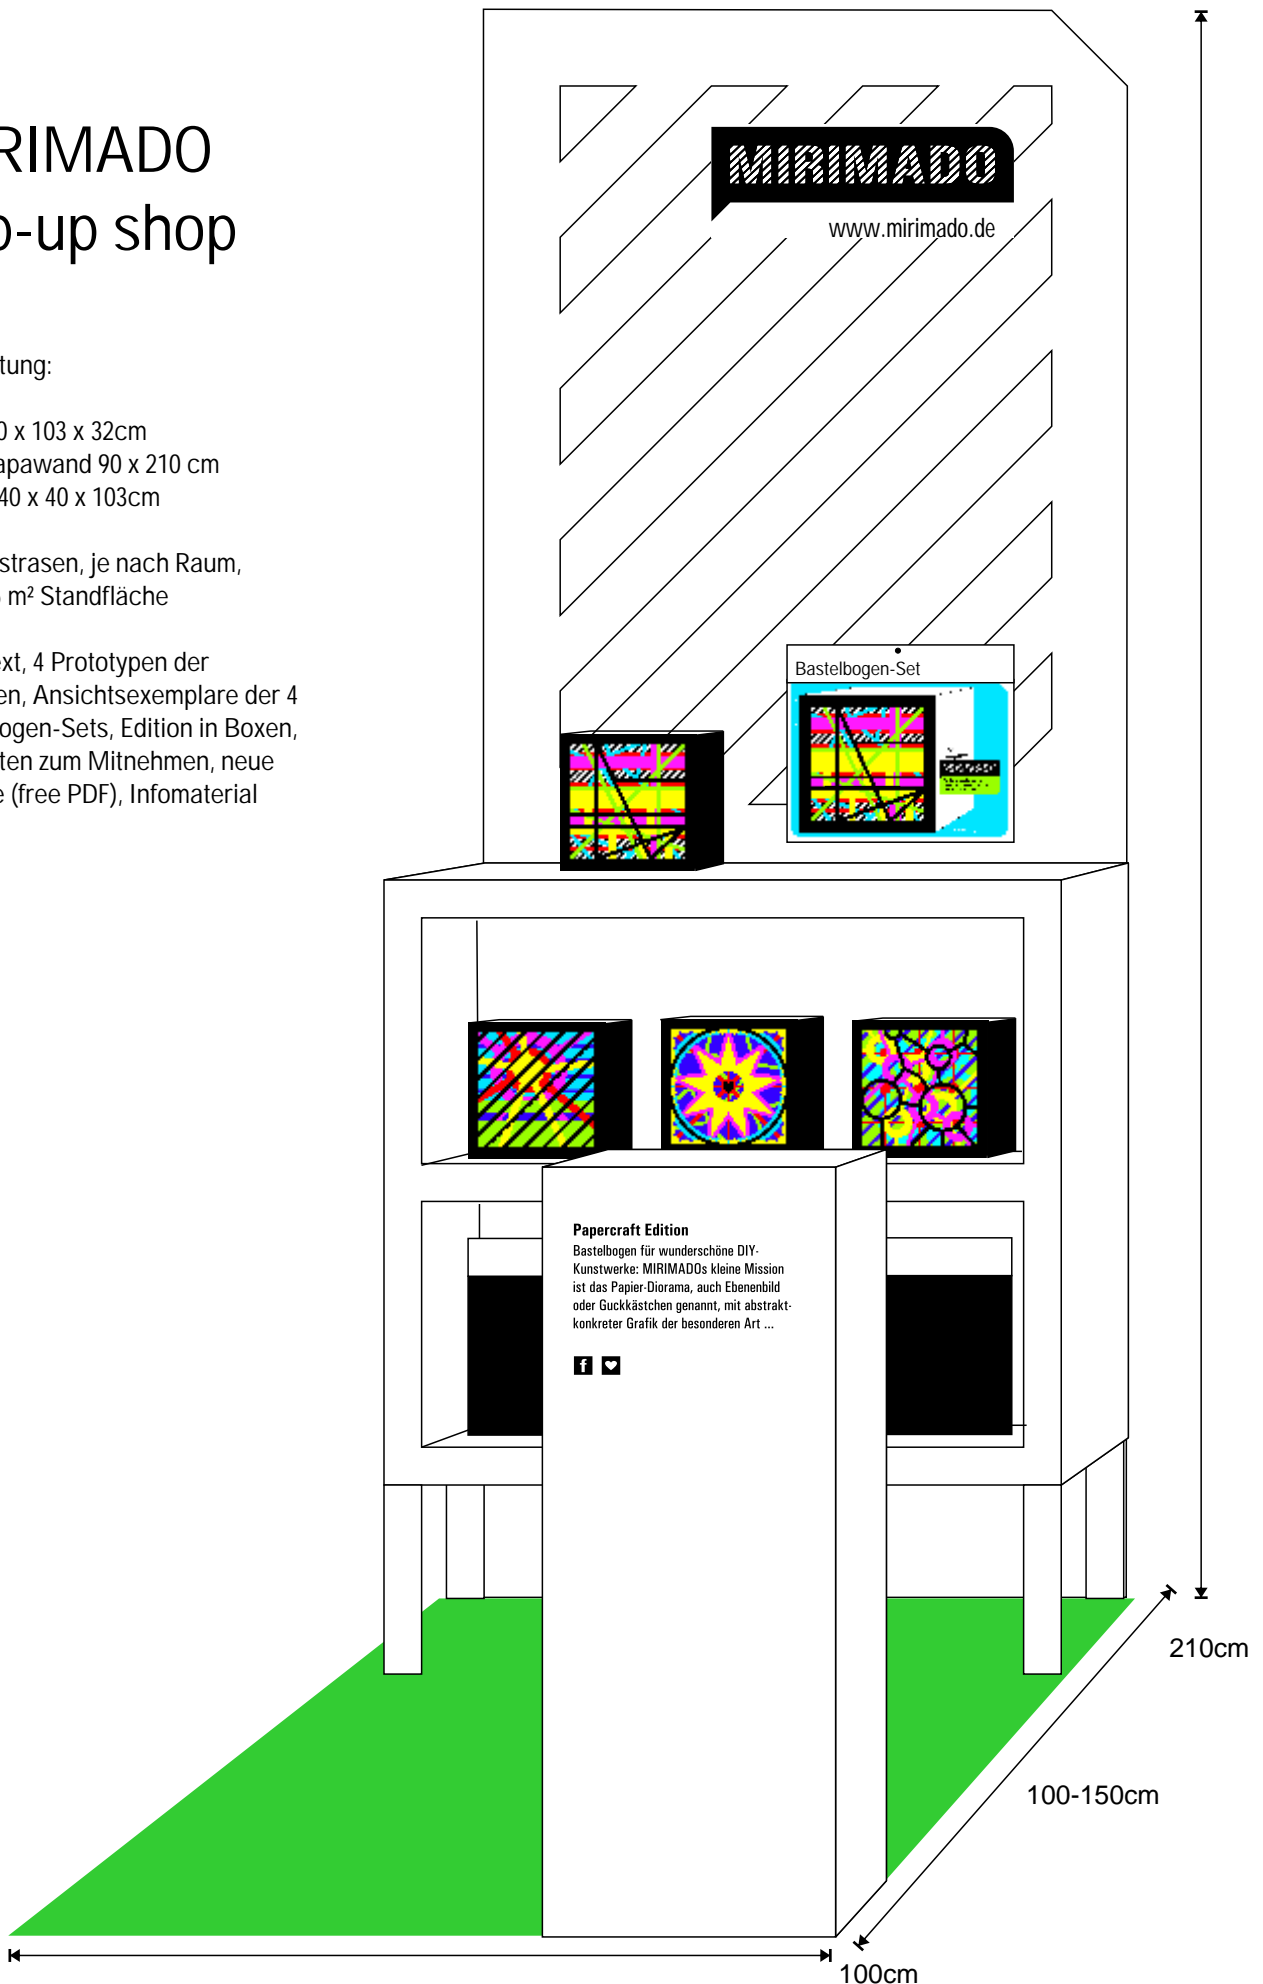 RIMADO
-up shop
tung:
0 x 103 x 32cm
apawand 90 x 210 cm
40 x 40 x 103cm
strasen, je nach Raum,
m² Standfläche
ext, 4 Prototypen der
en, Ansichtsexemplare der 4
ogen-Sets, Edition in Boxen,
ten zum Mitnehmen, neue
e (free PDF), Infomaterial
MIRIMADO
www.mirimado.de
Bastelbogen-Set
Papercraft Edition
Bastelbogen für wunderschöne DIY-
Kunstwerke: MIRIMADOs kleine Mission
ist das Papier-Diorama, auch Ebenenbild
oder Guckkästchen genannt, mit abstrakt-
konkreter Grafik der besonderen Art ...
f
210cm
100-150cm
100cm